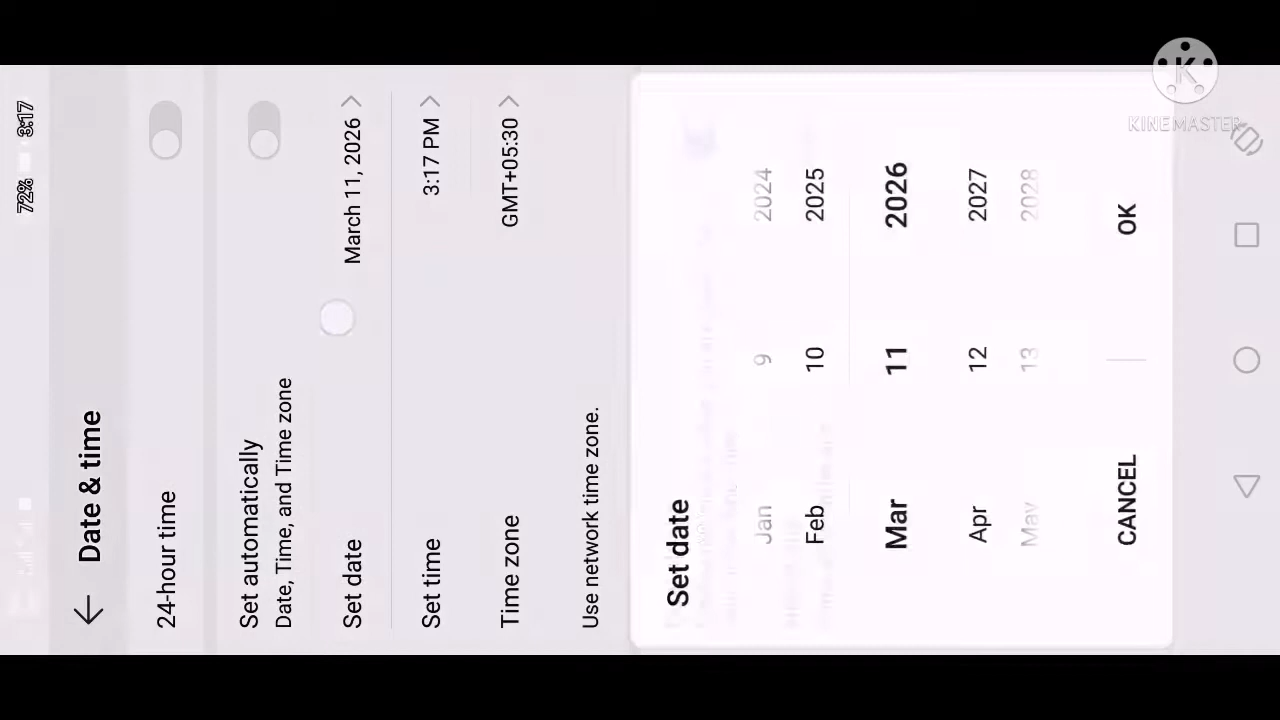 72% 3:17
Date & time
24-hour time
Set automatically
Date, Time, and Time zone
Set date March 11, 2026
Set time 3:17 PM
Time zone GMT+05:30
Use network time zone.
Set date
Jan 9 2024
Feb 10 2025
Mar 11 2026
Apr 12 2027
May 13 2028
CANCEL OK
K
KINEMASTER